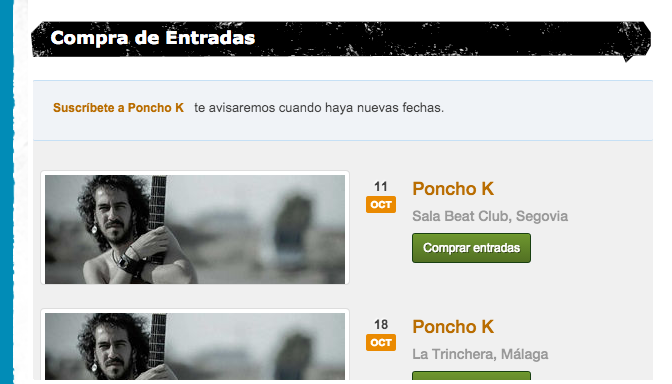 Compra de Entradas
Suscríbete a Poncho K te avisaremos cuando haya nuevas fechas.
11
OCT
Poncho K
Sala Beat Club, Segovia
Comprar entradas
18
OCT
Poncho K
La Trinchera, Málaga